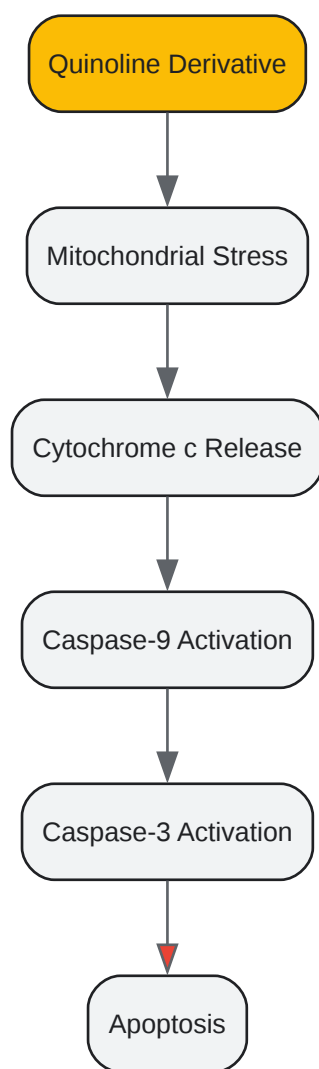 Quinoline Derivative
Mitochondrial Stress
Cytochrome c Release
Caspase-9 Activation
Caspase-3 Activation
Apoptosis